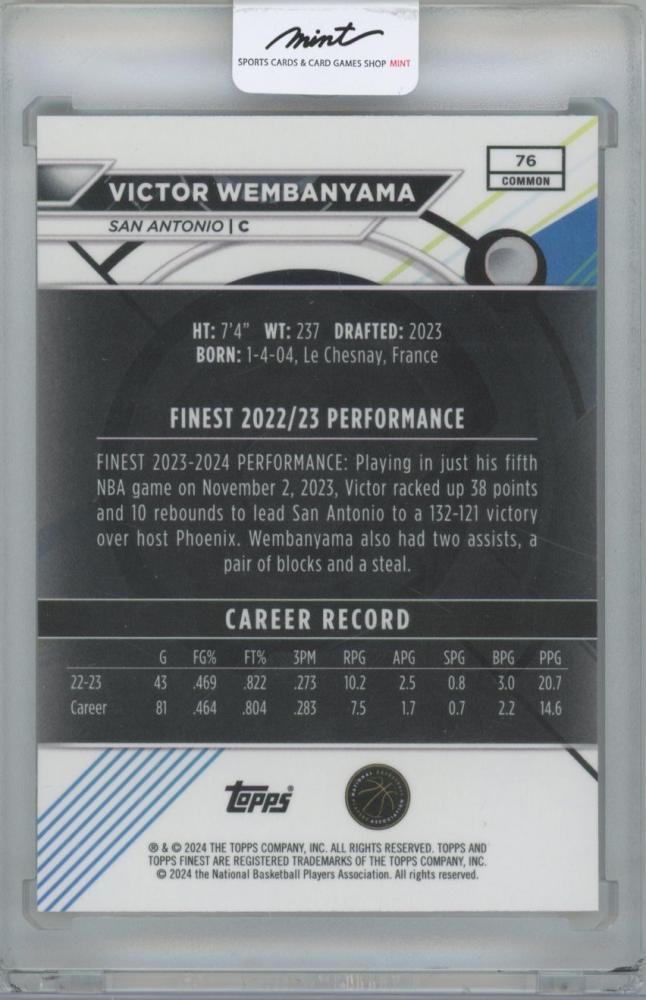 mint
SPORTS CARDS & CARD GAMES SHOP MINT
76
COMMON
VICTOR WEMBANYAMA
SAN ANTONIO | C
HT: 7'4" WT: 237 DRAFTED: 2023
BORN: 1-4-04, Le Chesnay, France
FINEST 2022/23 PERFORMANCE
FINEST 2023-2024 PERFORMANCE: Playing in just his fifth
NBA game on November 2, 2023, Victor racked up 38 points
and 10 rebounds to lead San Antonio to a 132-121 victory
over host Phoenix. Wembanyama also had two assists, a
pair of blocks and a steal.
CAREER RECORD
G FG% FT% 3PM RPG APG SPG BPG PPG
22-23 43 .469 .822 .273 10.2 2.5 0.8 3.0 20.7
Career 81 .464 .804 .283 7.5 1.7 0.7 2.2 14.6
topps®
NATIONAL BASKETBALL PLAYERS ASSOCIATION
® & © 2024 THE TOPPS COMPANY, INC. ALL RIGHTS RESERVED. TOPPS AND
TOPPS FINEST ARE REGISTERED TRADEMARKS OF THE TOPPS COMPANY, INC.
© 2024 the National Basketball Players Association. All rights reserved.